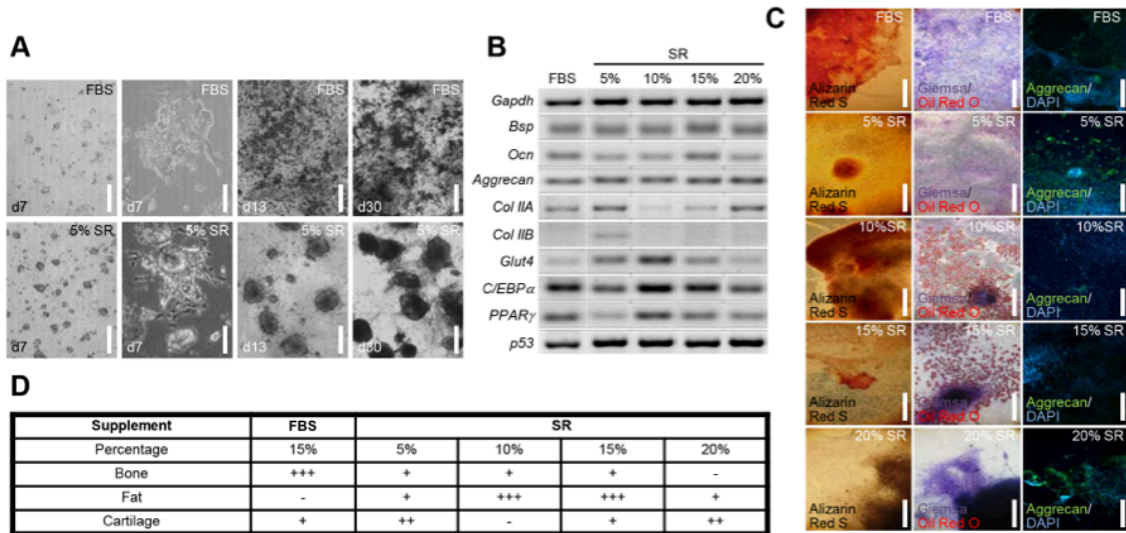 A
FBS
FBS
FBS
FBS
d7
d7
d13
d30
5% SR
5% SR
5% SR
5% SR
d7
d7
d13
d30
B
SR
FBS 5% 10% 15% 20%
Gapdh
Bsp
Ocn
Aggrecan
Col IIA
Col IIB
Glut4
C/EBPα
PPARγ
p53
C
FBS
FBS
FBS
Alizarin
Red S
Giemsa/
Oil Red O
Aggrecan/
DAPI
5% SR
5% SR
5% SR
Alizarin
Red S
Giemsa/
Oil Red O
Aggrecan/
DAPI
10%SR
10%SR
10%SR
Alizarin
Red S
Giemsa/
Oil Red O
Aggrecan/
DAPI
15% SR
15% SR
15% SR
Alizarin
Red S
Giemsa/
Oil Red O
Aggrecan/
DAPI
20% SR
20% SR
20% SR
Alizarin
Red S
Giemsa/
Oil Red O
Aggrecan/
DAPI
D
Supplement FBS SR
Percentage 15% 5% 10% 15% 20%
Bone +++ + + + -
Fat - + +++ +++ +
Cartilage + ++ - + ++